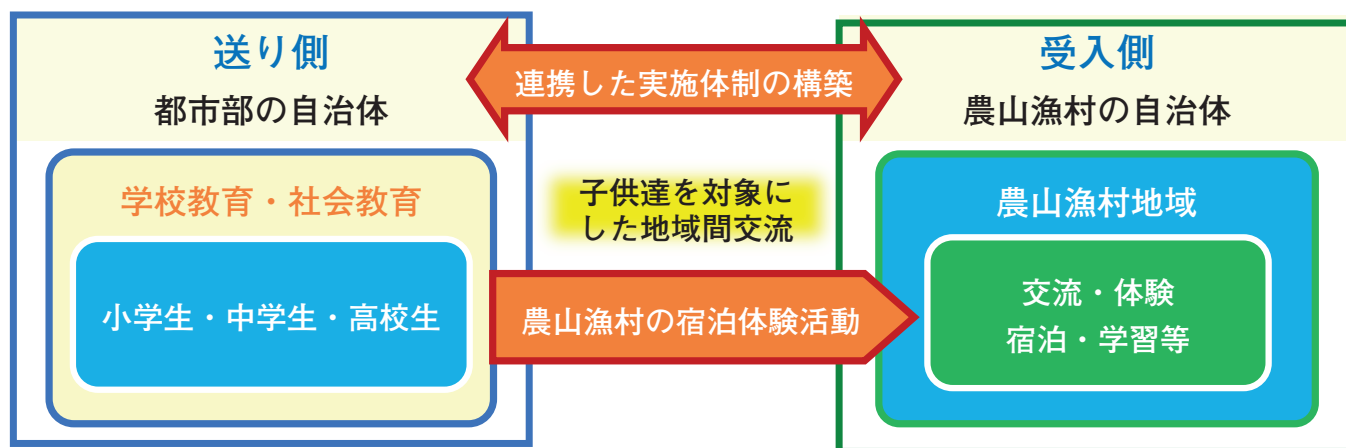 送り側
都市部の自治体
学校教育・社会教育
小学生・中学生・高校生
連携した実施体制の構築
子供達を対象に
した地域間交流
農山漁村の宿泊体験活動
受入側
農山漁村の自治体
農山漁村地域
交流・体験
宿泊・学習等